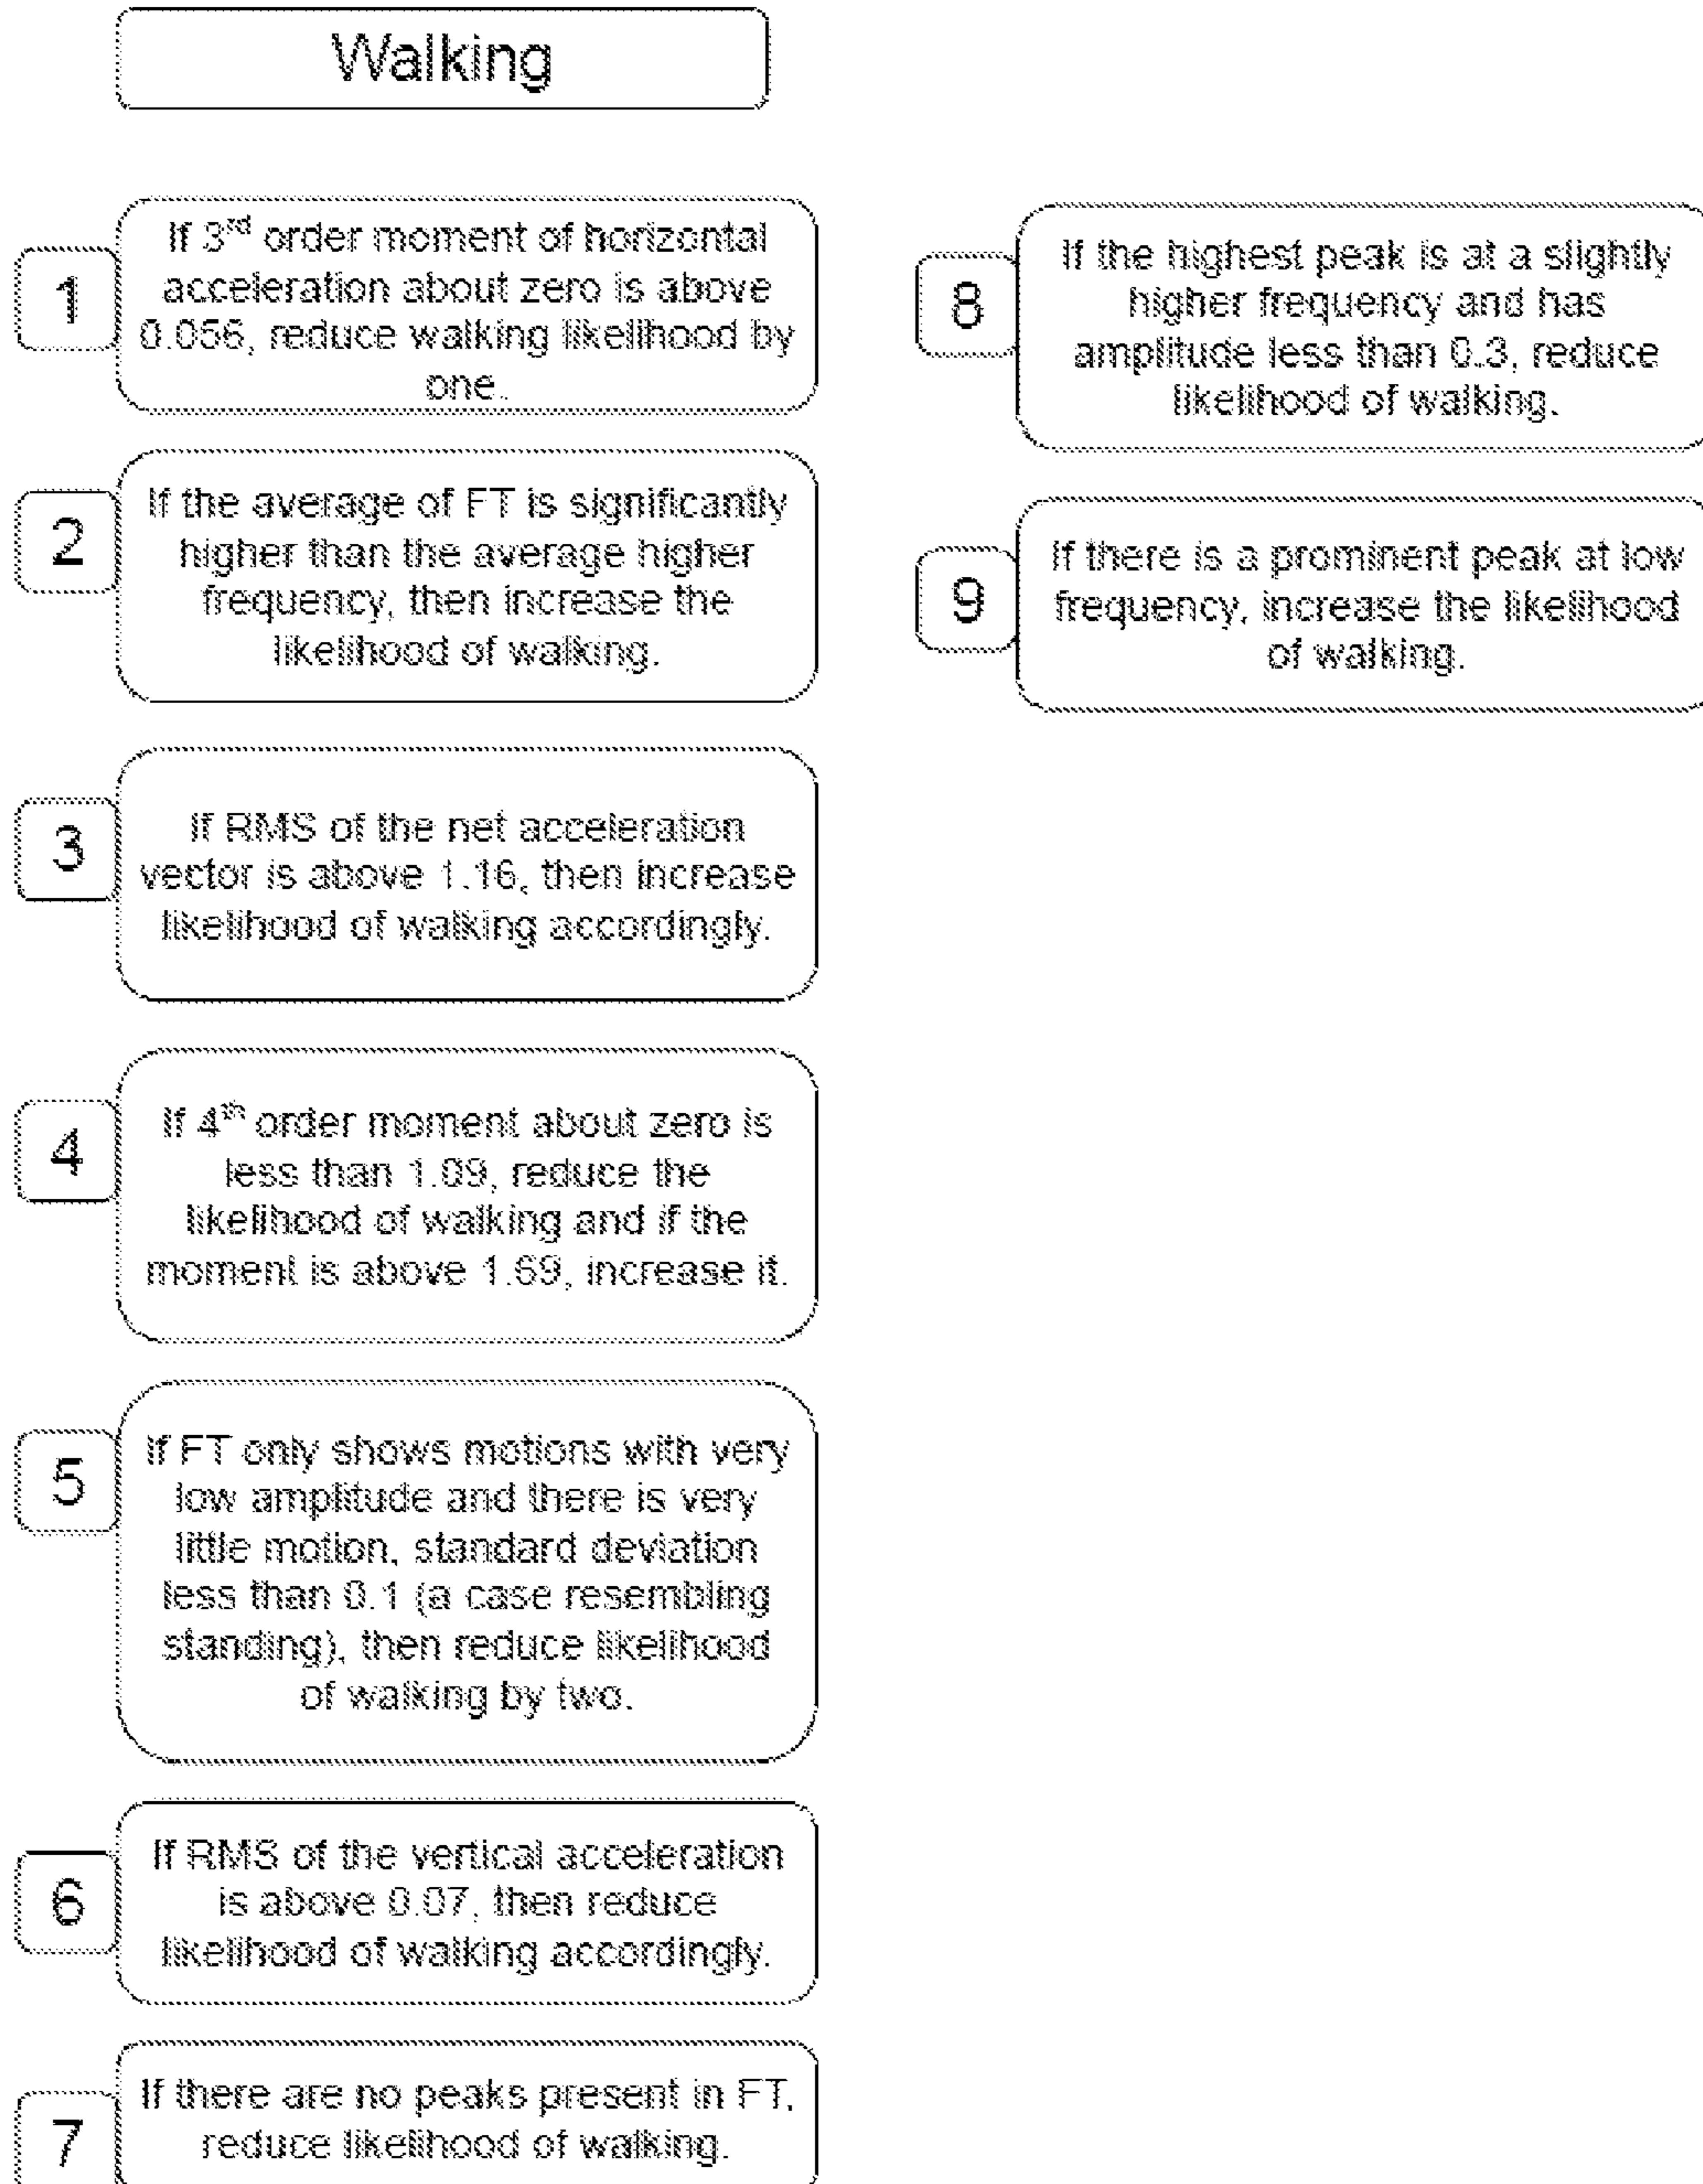 Walking
1
If 3rd order moment of horizontal
acceleration about zero is above
0.056, reduce walking likelihood by
one.
2
If the average of FT is significantly
higher than the average higher
frequency, then increase the
likelihood of walking.
3
If RMS of the net acceleration
vector is above 1.16, then increase
likelihood of walking accordingly.
4
If 4th order moment about zero is
less than 1.09, reduce the
likelihood of walking and if the
moment is above 1.69, increase it.
5
If FT only shows motions with very
low amplitude and there is very
little motion, standard deviation
less than 0.1 (a case resembling
standing), then reduce likelihood
of walking by two.
6
If RMS of the vertical acceleration
is above 0.07, then reduce
likelihood of walking accordingly.
7
If there are no peaks present in FT,
reduce likelihood of walking.
8
If the highest peak is at a slightly
higher frequency and has
amplitude less than 0.3, reduce
likelihood of walking.
9
If there is a prominent peak at low
frequency, increase the likelihood
of walking.